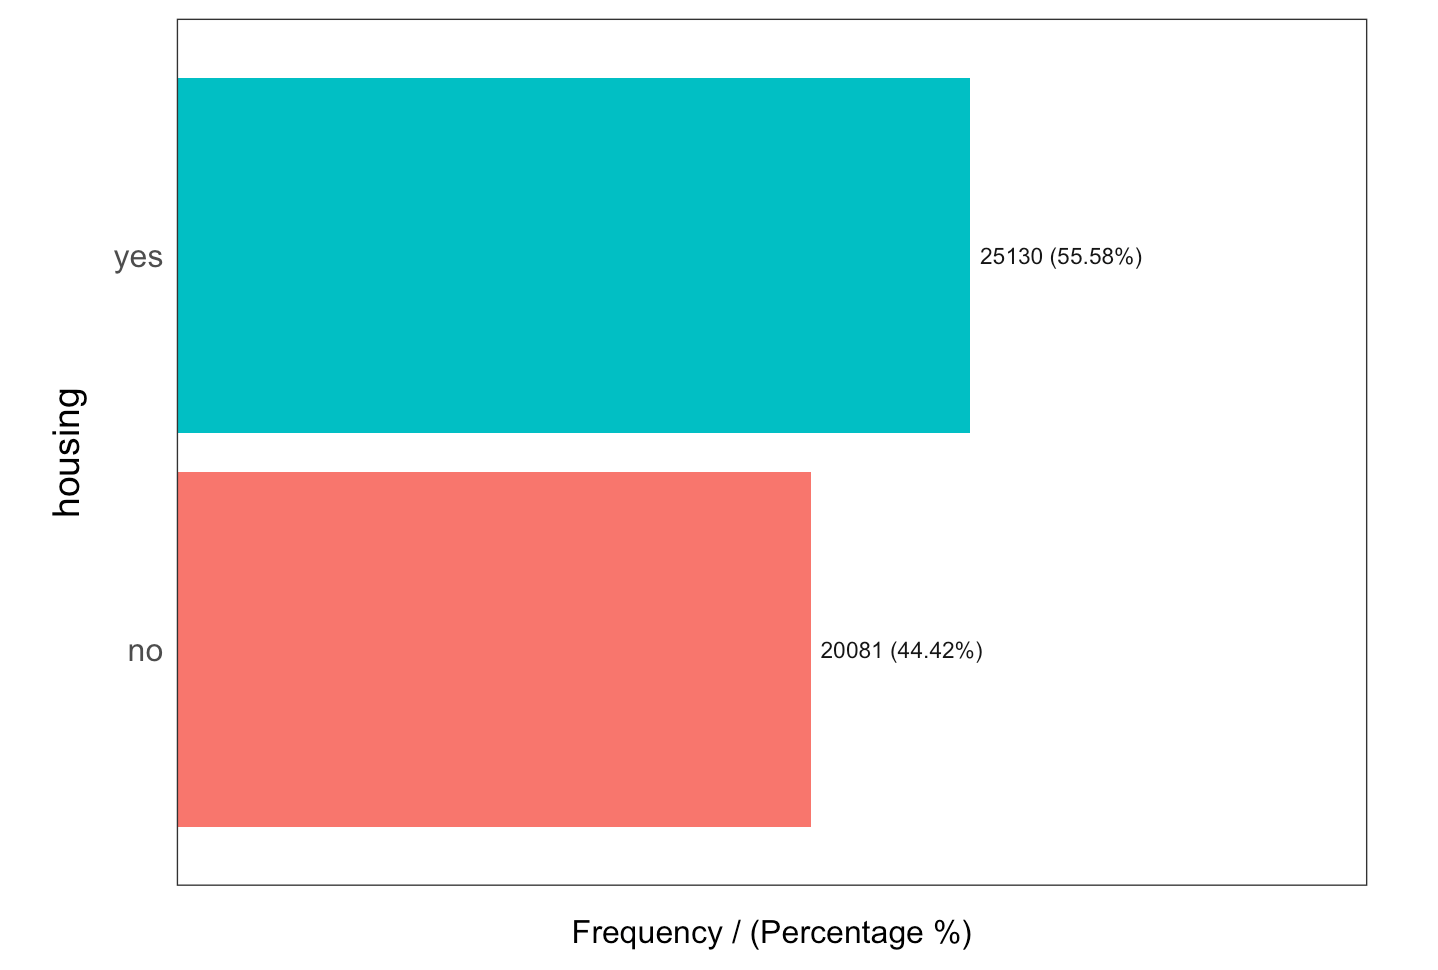 yes
25130 (55.58%)
housing
no
20081 (44.42%)
Frequency / (Percentage %)